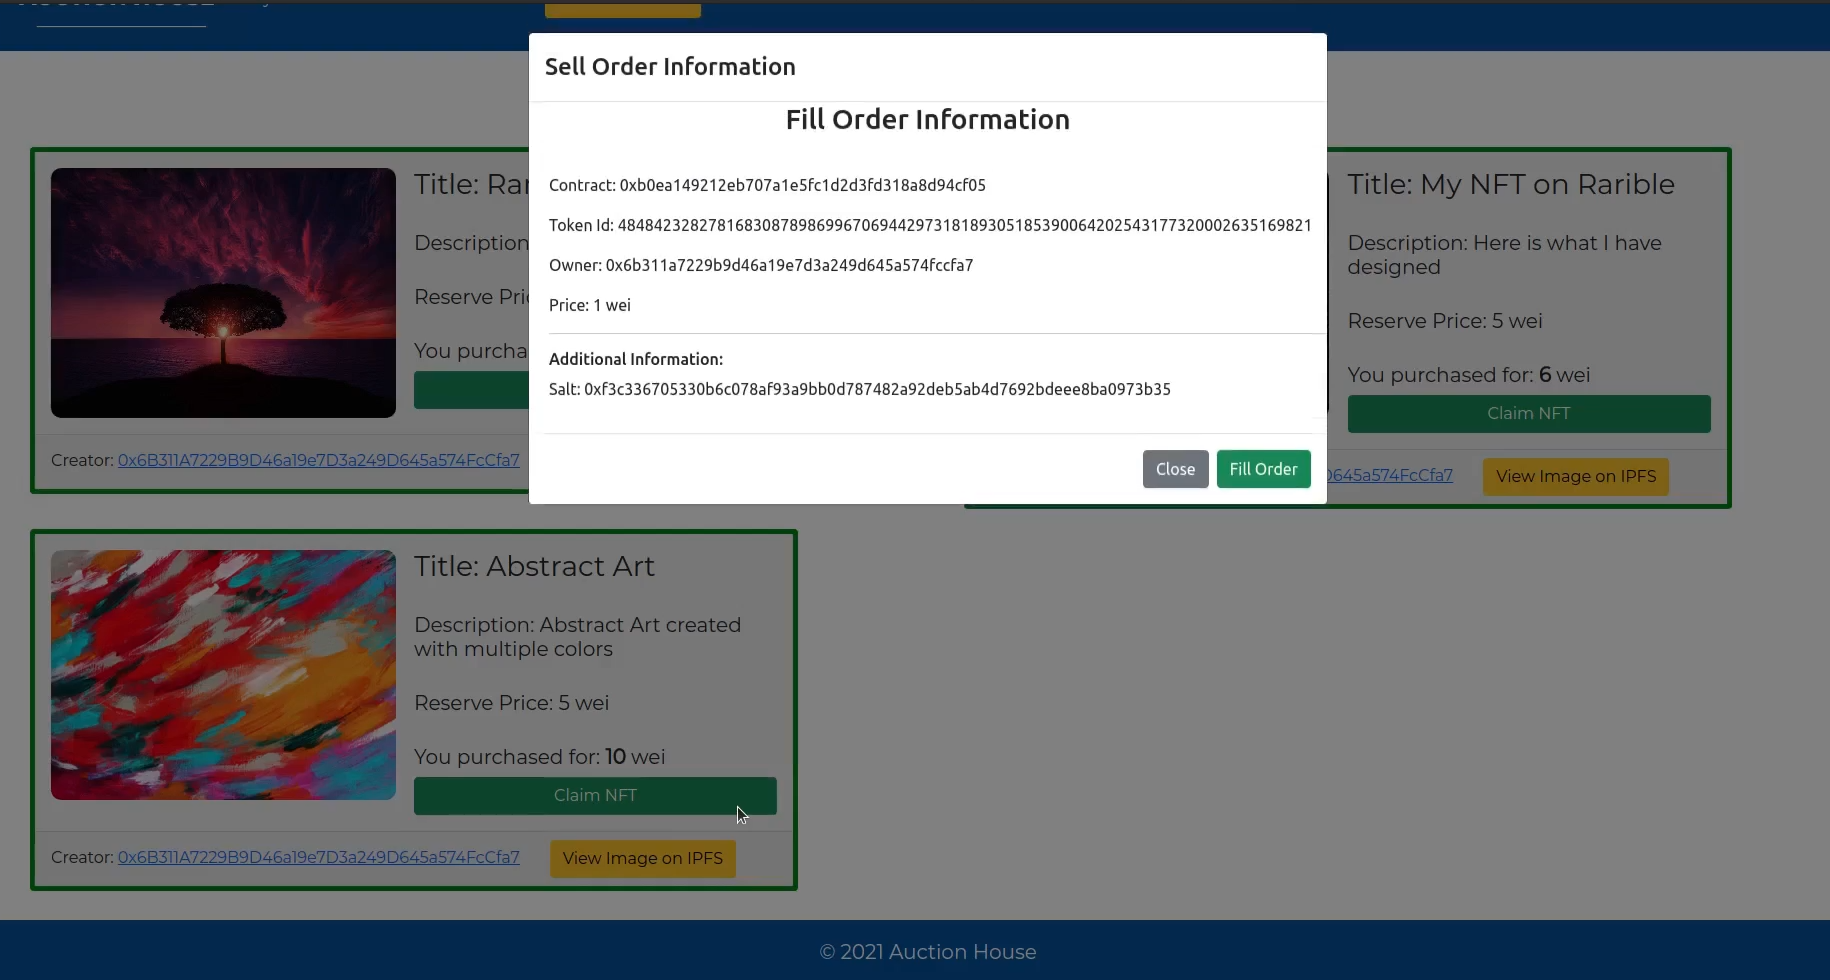 Sell Order Information
Fill Order Information
Contract: 0xb0ea149212eb707a1e5fc1d2d3fd318a8d94cf05
Token Id: 48484232827816830878986996706944297318189305185390064202543177320002635169821
Owner: 0x6b311a7229b9d46a19e7d3a249d645a574fccfa7
Price: 1 wei
Additional Information:
Salt: 0xf3c336705330b6c078af93a9bb0d787482a92deb5ab4d7692bdeee8ba0973b35
Close
Fill Order
Title: Rar
Description
Reserve Pric
You purcha
Creator: 0x6B311A7229B9D46a19e7D3a249D645a574FcCfa7
Title: My NFT on Rarible
Description: Here is what I have
designed
Reserve Price: 5 wei
You purchased for: 6 wei
Claim NFT
0645a574FcCfa7
View Image on IPFS
Title: Abstract Art
Description: Abstract Art created
with multiple colors
Reserve Price: 5 wei
You purchased for: 10 wei
Claim NFT
Creator: 0x6B311A7229B9D46a19e7D3a249D645a574FcCfa7
View Image on IPFS
© 2021 Auction House